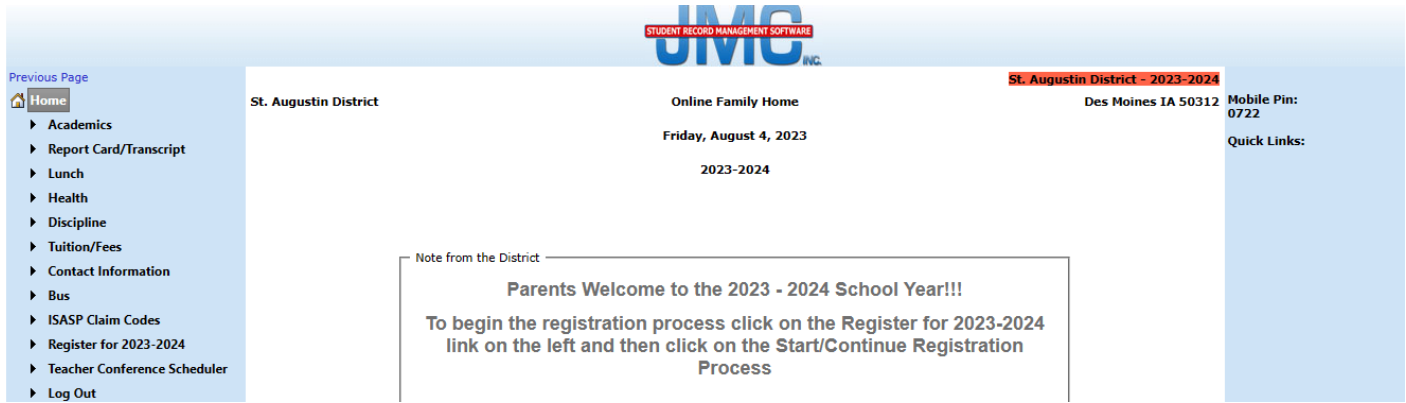 STUDENT RECORD MANAGEMENT SOFTWARE
JMC
INC.
Previous Page
St. Augustin District - 2023-2024
Home
St. Augustin District
Online Family Home
Des Moines IA 50312
Mobile Pin:
0722
Friday, August 4, 2023
Quick Links:
2023-2024
Academics
Report Card/Transcript
Lunch
Health
Discipline
Tuition/Fees
Contact Information
Bus
ISASP Claim Codes
Register for 2023-2024
Teacher Conference Scheduler
Log Out
Note from the District
Parents Welcome to the 2023 - 2024 School Year!!!
To begin the registration process click on the Register for 2023-2024
link on the left and then click on the Start/Continue Registration
Process